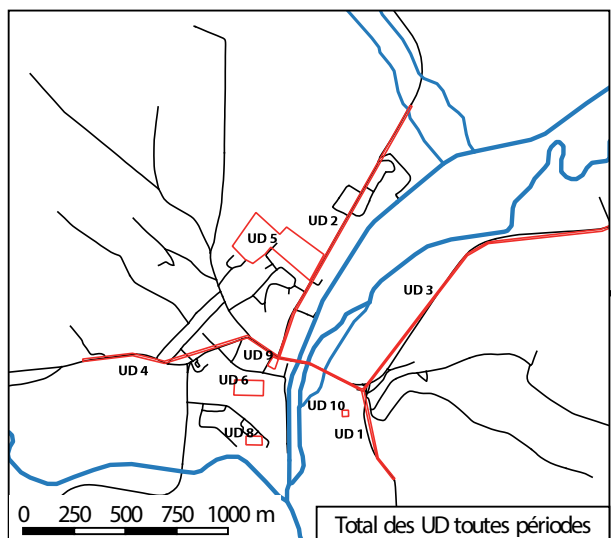 UD 2
UD 5
UD 3
UD 9
UD 4
UD 6
UD 10
UD 8
UD 1
0 250 500 750 1000 m
Total des UD toutes périodes